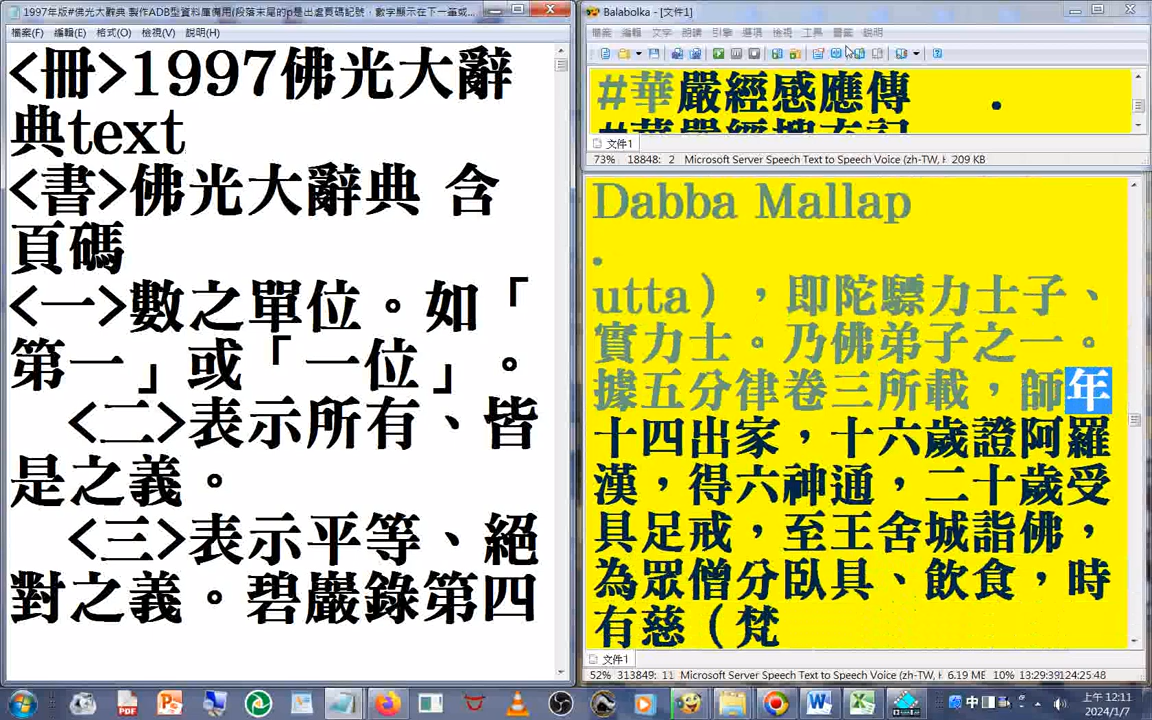 1997年版#佛光大辭典 製作ADB型資料庫備用(段落末尾的p是出處頁碼記號，數字顯示在下一筆或...
檔案(F) 編輯(E) 格式(O) 檢視(V) 說明(H)
<冊>1997佛光大辭
典text
<書>佛光大辭典 含
頁碼
<一>數之單位。如「
第一」或「一位」。
<二>表示所有、皆
是之義。
<三>表示平等、絕
對之義。碧巖錄第四
Balabolka - [文件1]
檔案 編輯 文字 朗讀 引擎 選項 檢視 工具 書籤 說明
#華嚴經感應傳 .
#華嚴經搜玄記
文件1
73% 18848: 2 Microsoft Server Speech Text to Speech Voice (zh-TW, H 209 KB
Dabba Mallap
.
utta），即陀驃力士子、
實力士。乃佛弟子之一。
據五分律卷三所載，師年
十四出家，十六歲證阿羅
漢，得六神通，二十歲受
具足戒，至王舍城詣佛，
為眾僧分臥具、飲食，時
有慈（梵
文件1
52% 313849: 11 Microsoft Server Speech Text to Speech Voice (zh-TW, H 6.19 MB 10% 13:29:39
124:25:48
PDF
中
上午 12:11
2024/1/7